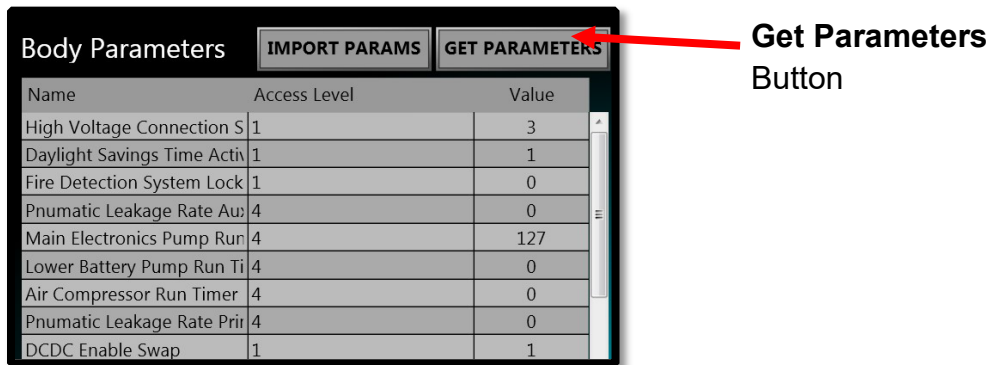 Body Parameters IMPORT PARAMS GET PARAMETERS
Get Parameters
Button
Name Access Level Value
High Voltage Connection S 1 3
Daylight Savings Time Activ 1 1
Fire Detection System Lock 1 0
Pnumatic Leakage Rate Aux 4 0
Main Electronics Pump Run 4 127
Lower Battery Pump Run Ti 4 0
Air Compressor Run Timer 4 0
Pnumatic Leakage Rate Prir 4 0
DCDC Enable Swap 1 1